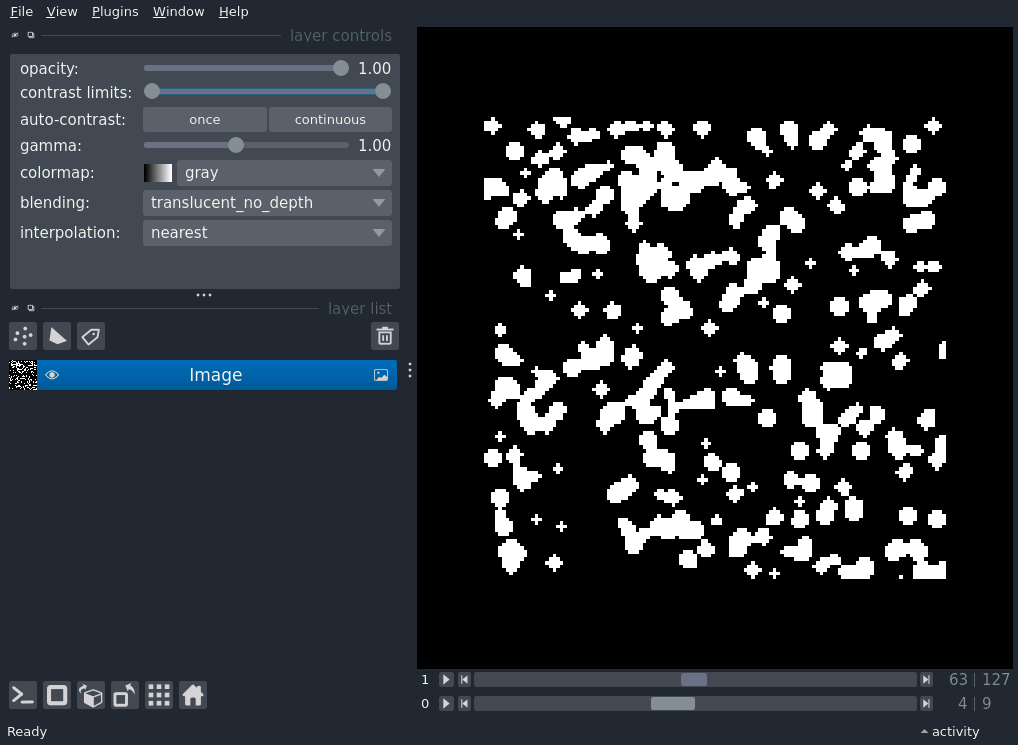 File View Plugins Window Help
layer controls
opacity: 1.00
contrast limits:
auto-contrast: once continuous
gamma: 1.00
colormap: gray
blending: translucent_no_depth
interpolation: nearest
layer list
Image
1 63 | 127
0 4 | 9
Ready activity